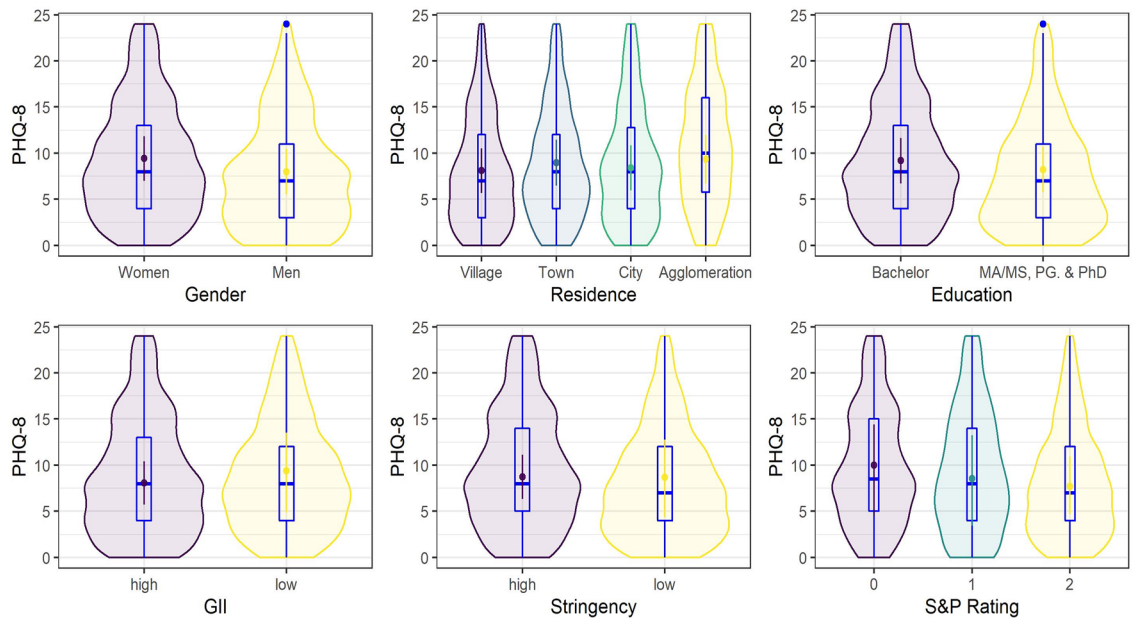 25
20
15
10
5
0
PHQ-8
Women Men
Gender
25
20
15
10
5
0
PHQ-8
Village Town City Agglomeration
Residence
25
20
15
10
5
0
PHQ-8
Bachelor MA/MS, PG. & PhD
Education
25
20
15
10
5
0
PHQ-8
high low
GII
25
20
15
10
5
0
PHQ-8
high low
Stringency
25
20
15
10
5
0
PHQ-8
0 1 2
S&P Rating